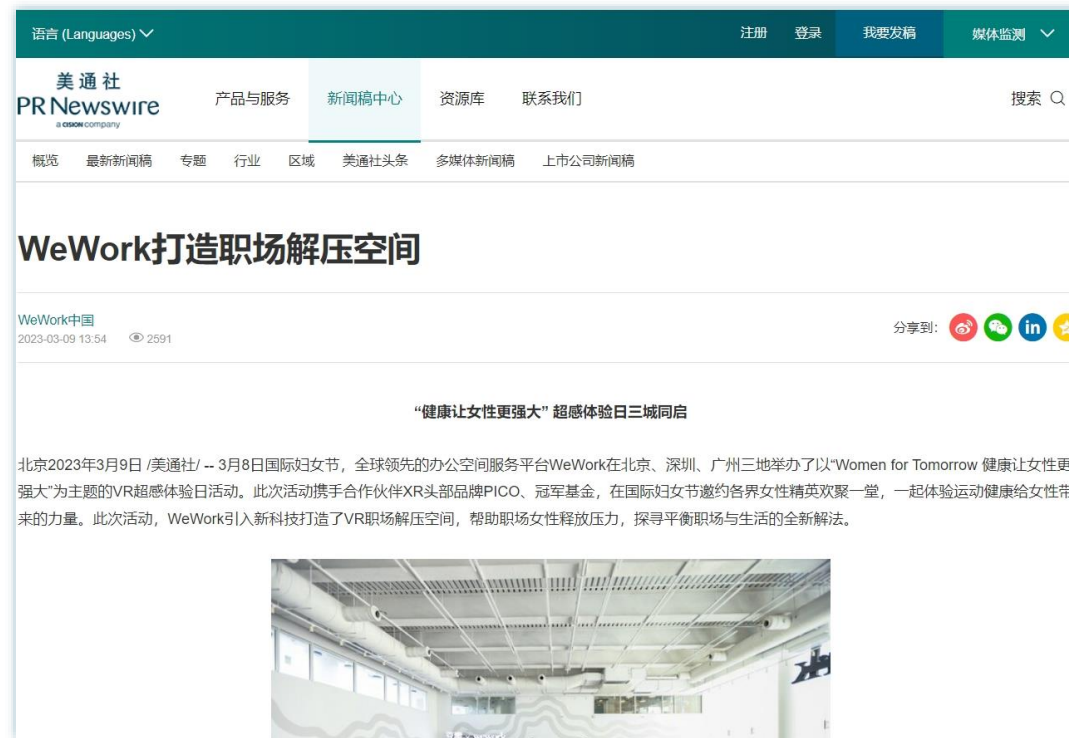 语言 (Languages)
注册 登录 我要发稿 媒体监测
美通社
PR Newswire
a CISION company
产品与服务 新闻稿中心 资源库 联系我们 搜索
概览 最新新闻稿 专题 行业 区域 美通社头条 多媒体新闻稿 上市公司新闻稿
WeWork打造职场解压空间
WeWork中国
2023-03-09 13:54 2591
分享到:
“健康让女性更强大” 超感体验日三城同启
北京2023年3月9日 /美通社/ -- 3月8日国际妇女节，全球领先的办公空间服务平台WeWork在北京、深圳、广州三地举办了以“Women for Tomorrow 健康让女性更
强大”为主题的VR超感体验日活动。此次活动携手合作伙伴XR头部品牌PICO、冠军基金，在国际妇女节邀约各界女性精英欢聚一堂，一起体验运动健康给女性带
来的力量。此次活动，WeWork引入新科技打造了VR职场解压空间，帮助职场女性释放压力，探寻平衡职场与生活的全新解法。